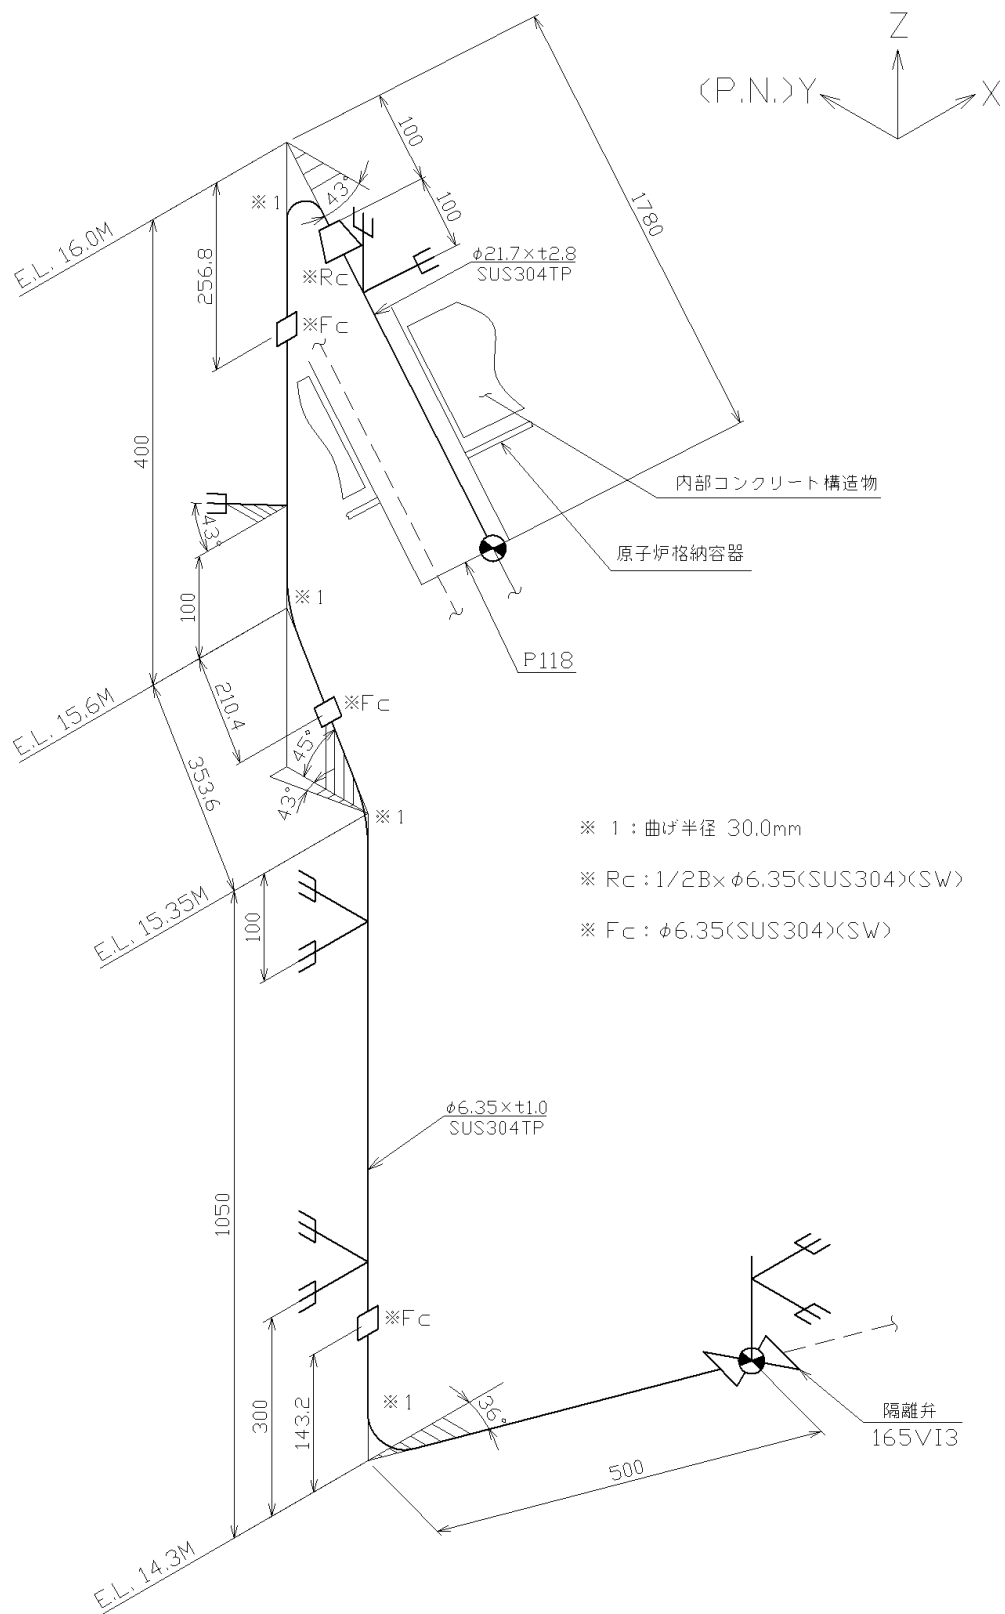 Z
(P.N.)Y
X
100
43°
※1
100
1780
E.L. 16.0M
256.8
※Rc
φ21.7×t2.8
SUS304TP
※Fc
400
内部コンクリート構造物
43°
原子炉格納容器
100
※1
P118
E.L. 15.6M
210.4
※Fc
45°
353.6
43°
※1
※ 1：曲げ半径 30.0mm
※ Rc：1/2B×φ6.35(SUS304)(SW)
※ Fc：φ6.35(SUS304)(SW)
E.L. 15.35M
100
φ6.35×t1.0
SUS304TP
1050
※Fc
300
143.2
※1
36°
隔離弁
165VI3
500
E.L. 14.3M